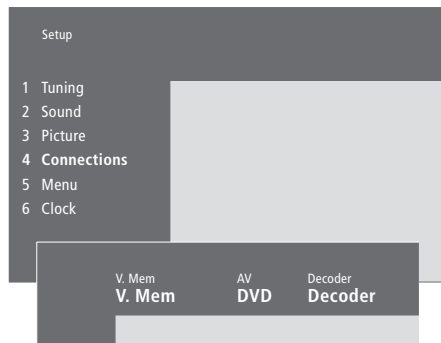 Setup
1 Tuning
2 Sound
3 Picture
4 Connections
5 Menu
6 Clock
V. Mem AV Decoder
V. Mem DVD Decoder